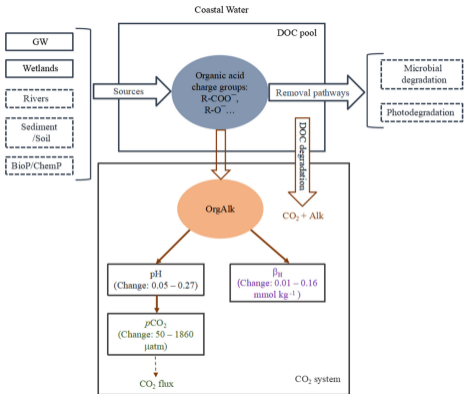 Coastal Water
DOC pool
GW
Wetlands
Rivers
Sediment
/Soil
BioP/ChemP
Sources
Organic acid
charge groups:
R-COO⁻,
R-O⁻…
Removal pathways
Microbial
degradation
Photodegradation
DOC degradation
CO₂ + Alk
OrgAlk
pH
(Change: 0.05 – 0.27)
βH
(Change: 0.01 – 0.16
mmol kg⁻¹ )
pCO₂
(Change: 50 – 1860
µatm)
CO₂ flux
CO₂ system